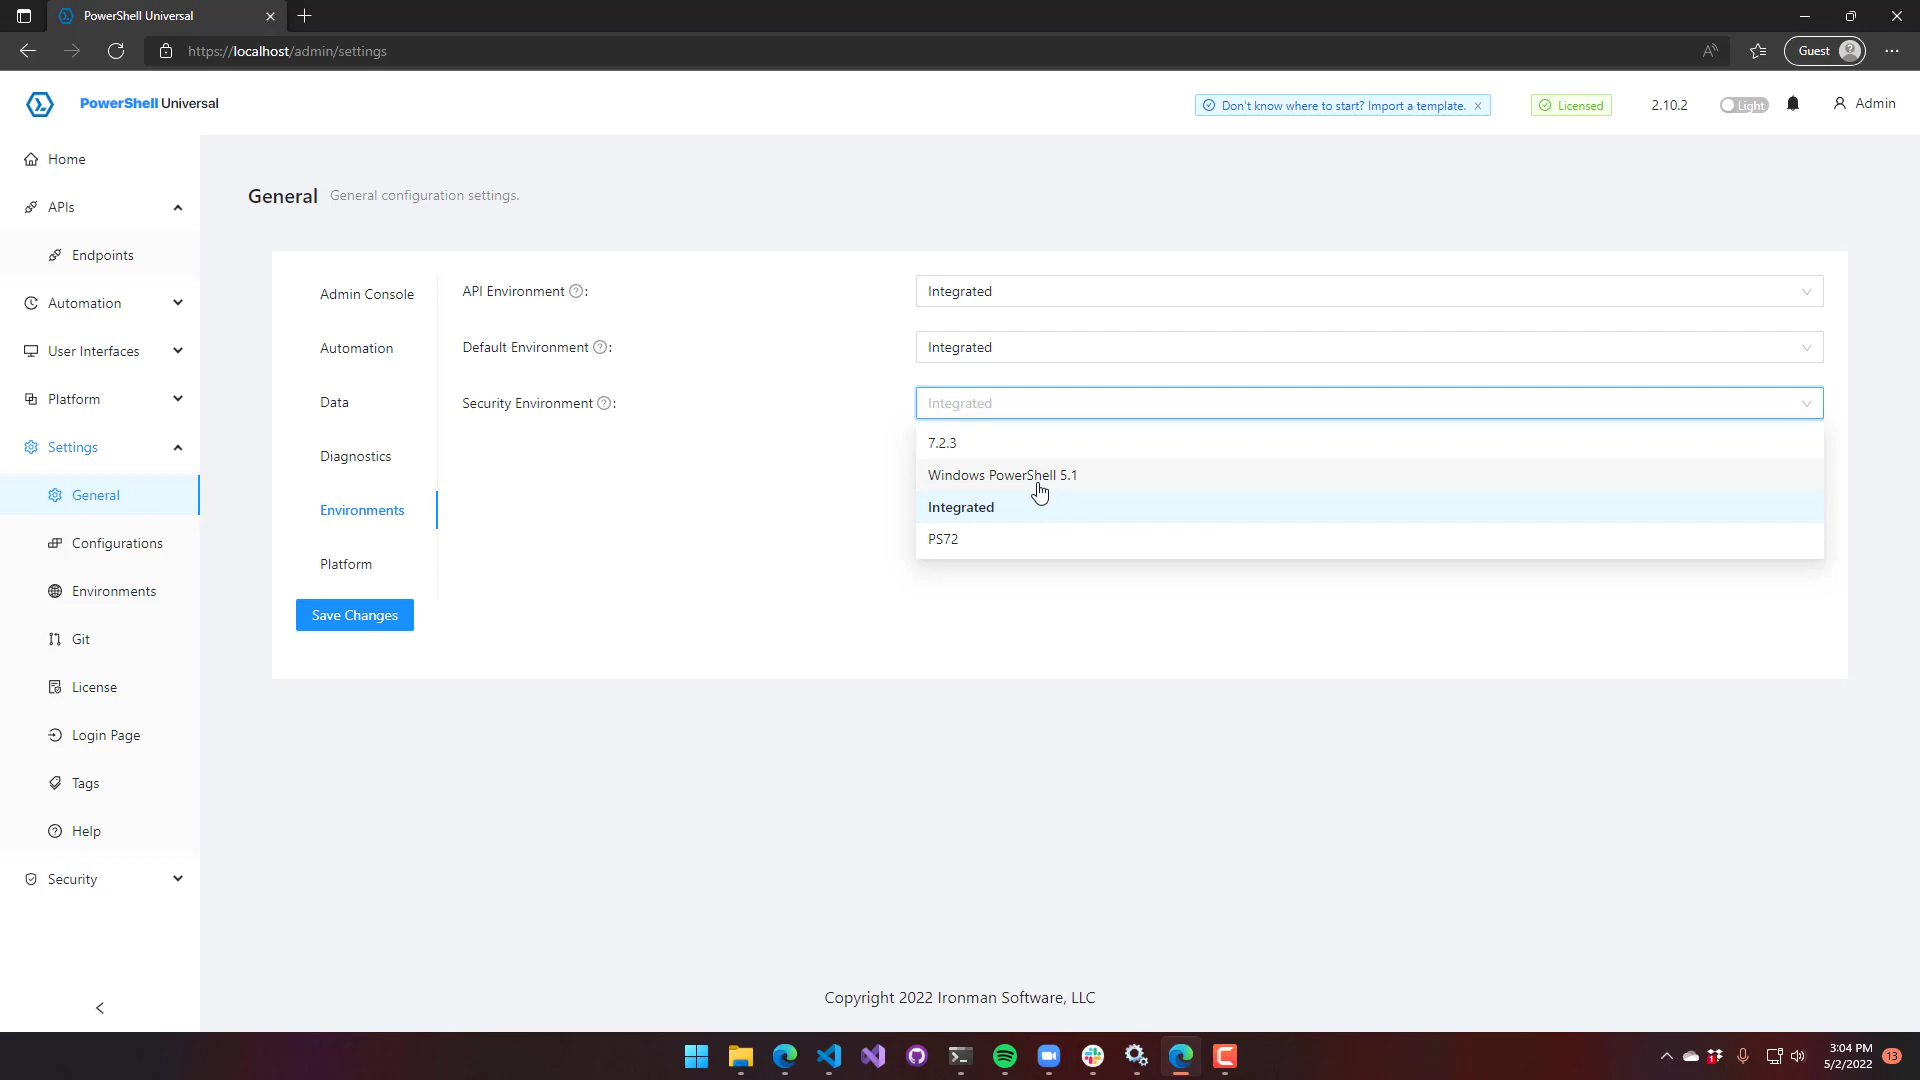 PowerShell Universal
https://localhost/admin/settings
Guest
PowerShell Universal
Don't know where to start? Import a template.
Licensed
2.10.2
Light
Admin
Home
APIs
Endpoints
Automation
User Interfaces
Platform
Settings
General
Configurations
Environments
Git
License
Login Page
Tags
Help
Security
General General configuration settings.
Admin Console
Automation
Data
Diagnostics
Environments
Platform
Save Changes
API Environment ? :
Integrated
Default Environment ? :
Integrated
Security Environment ? :
Integrated
7.2.3
Windows PowerShell 5.1
Integrated
PS72
Copyright 2022 Ironman Software, LLC
3:04 PM
5/2/2022
13